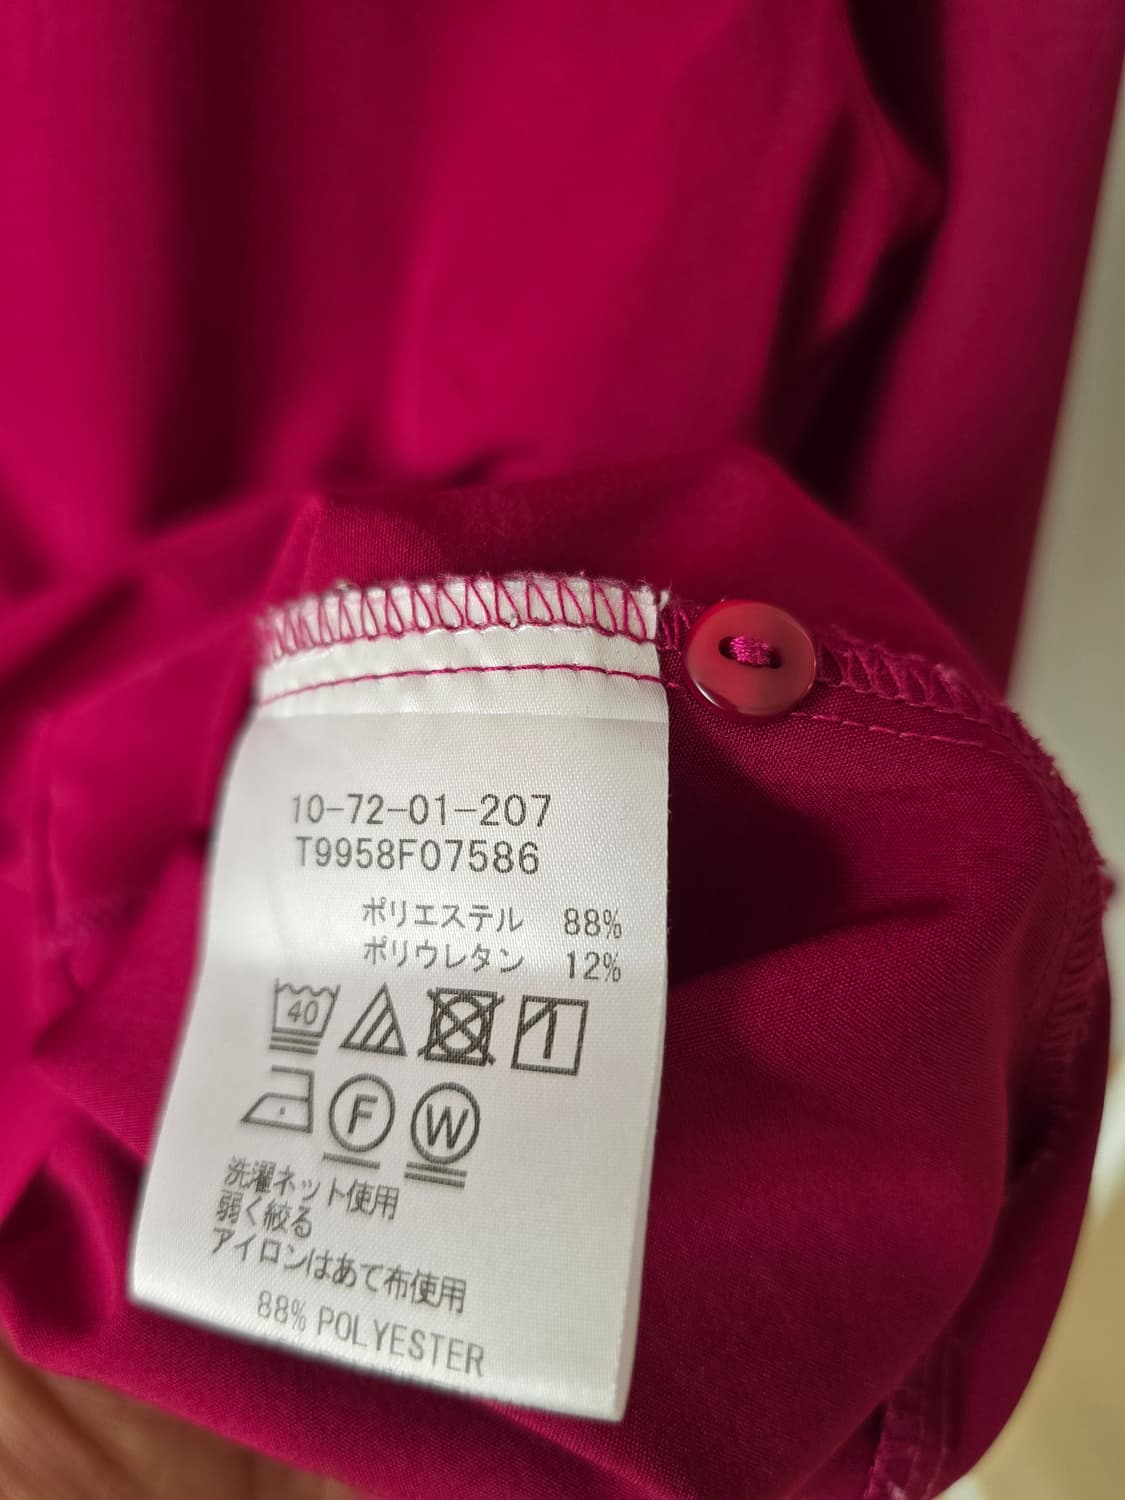 10-72-01-207
T9958F07586
ポリエステル 88%
ポリウレタン 12%
40
F W
洗濯ネット使用
弱く絞る
アイロンはあて布使用
88% POLYESTER